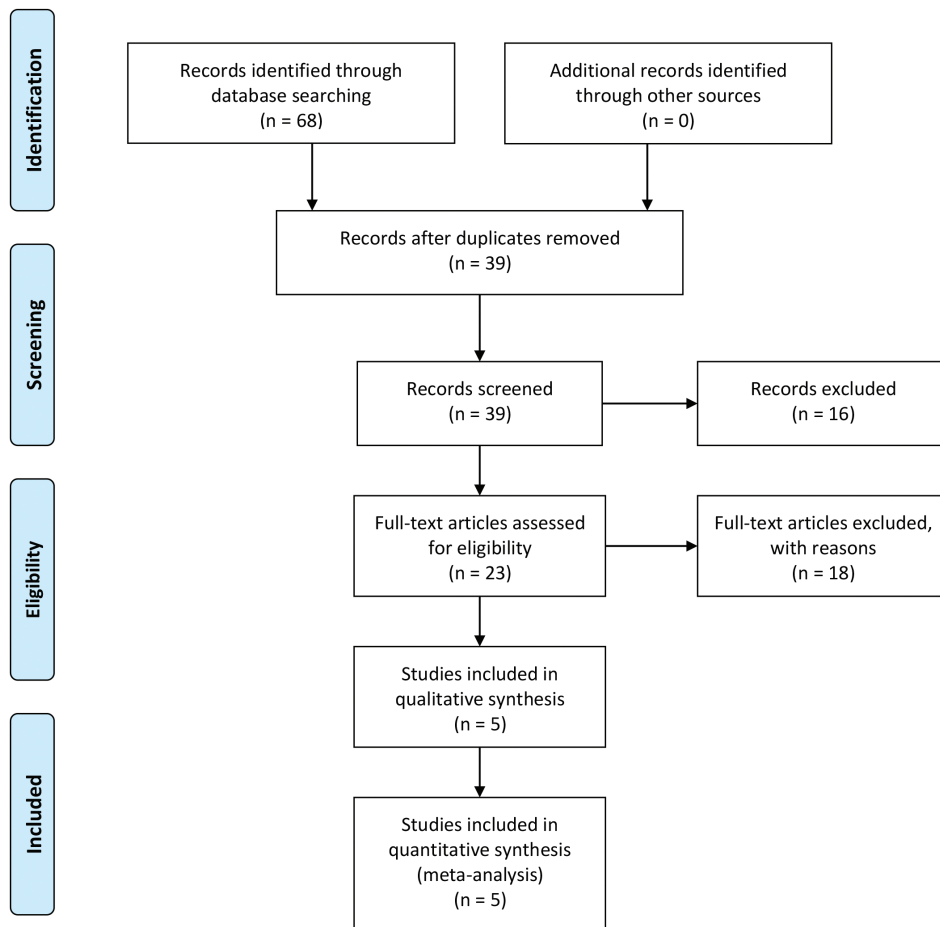 Identification
Records identified through
database searching
(n = 68)
Additional records identified
through other sources
(n = 0)
Records after duplicates removed
(n = 39)
Screening
Records screened
(n = 39)
Records excluded
(n = 16)
Eligibility
Full-text articles assessed
for eligibility
(n = 23)
Full-text articles excluded,
with reasons
(n = 18)
Studies included in
qualitative synthesis
(n = 5)
Included
Studies included in
quantitative synthesis
(meta-analysis)
(n = 5)